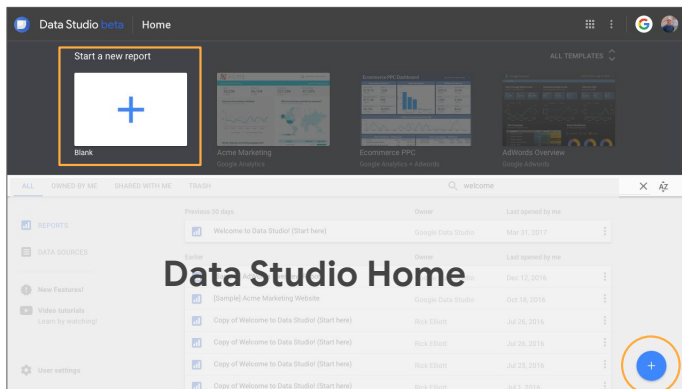 Data Studio beta Home
Start a new report
ALL TEMPLATES
Blank
Acme Marketing
Google Analytics
Ecommerce PPC
Google Analytics + Adwords
AdWords Overview
Google Adwords
ALL OWNED BY ME SHARED WITH ME TRASH welcome
Previous 30 days Owner Last opened by me
REPORTS
Welcome to Data Studio! (Start here) Google Data Studio Mar 31, 2017
DATA SOURCES
Earlier Owner Last opened by me
Data Studio Home
Dec 12, 2016
New Features!
[Sample] Acme Marketing Website Google Data Studio Oct 18, 2016
Video tutorials
Learn by watching!
Copy of Welcome to Data Studio! (Start here) Rick Elliott Jul 26, 2016
Copy of Welcome to Data Studio! (Start here) Rick Elliott Jul 26, 2016
Copy of Welcome to Data Studio! (Start here) Rick Elliott Jul 25, 2016
User settings
Copy of Welcome to Data Studio! (Start here) Rick Elliott